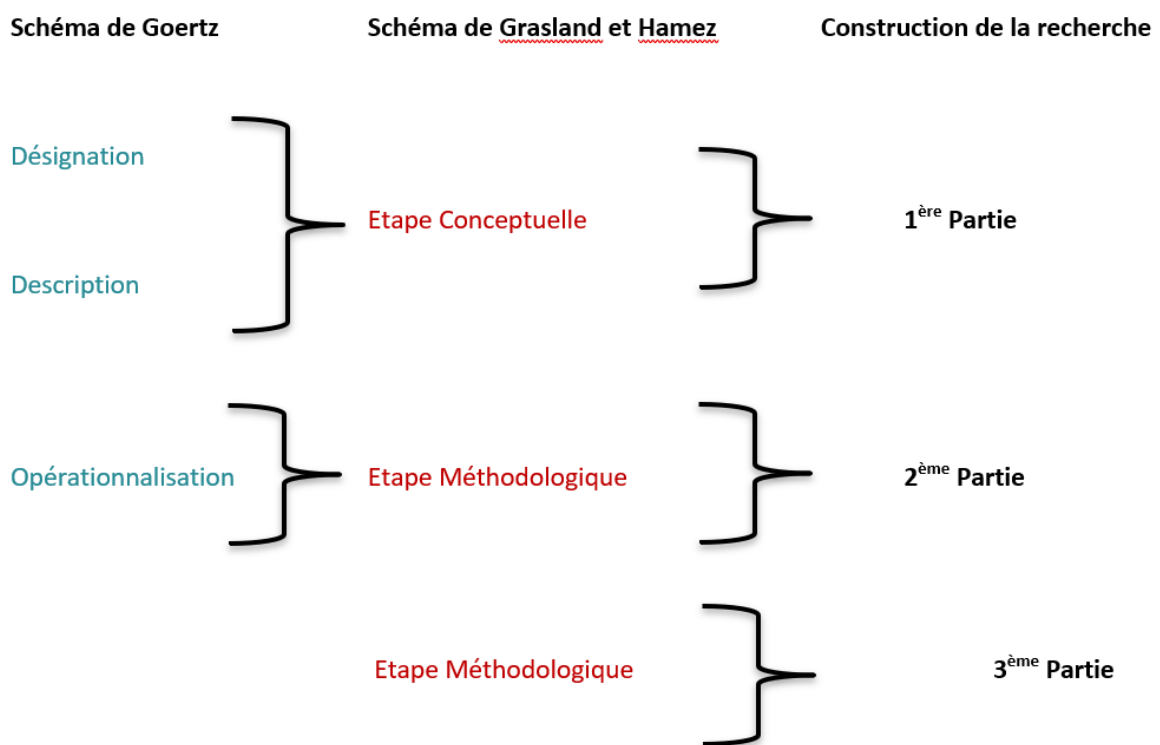 Schéma de Goertz Schéma de Grasland et Hamez Construction de la recherche
Désignation
Etape Conceptuelle 1ère Partie
Description
Opérationnalisation Etape Méthodologique 2ème Partie
Etape Méthodologique 3ème Partie